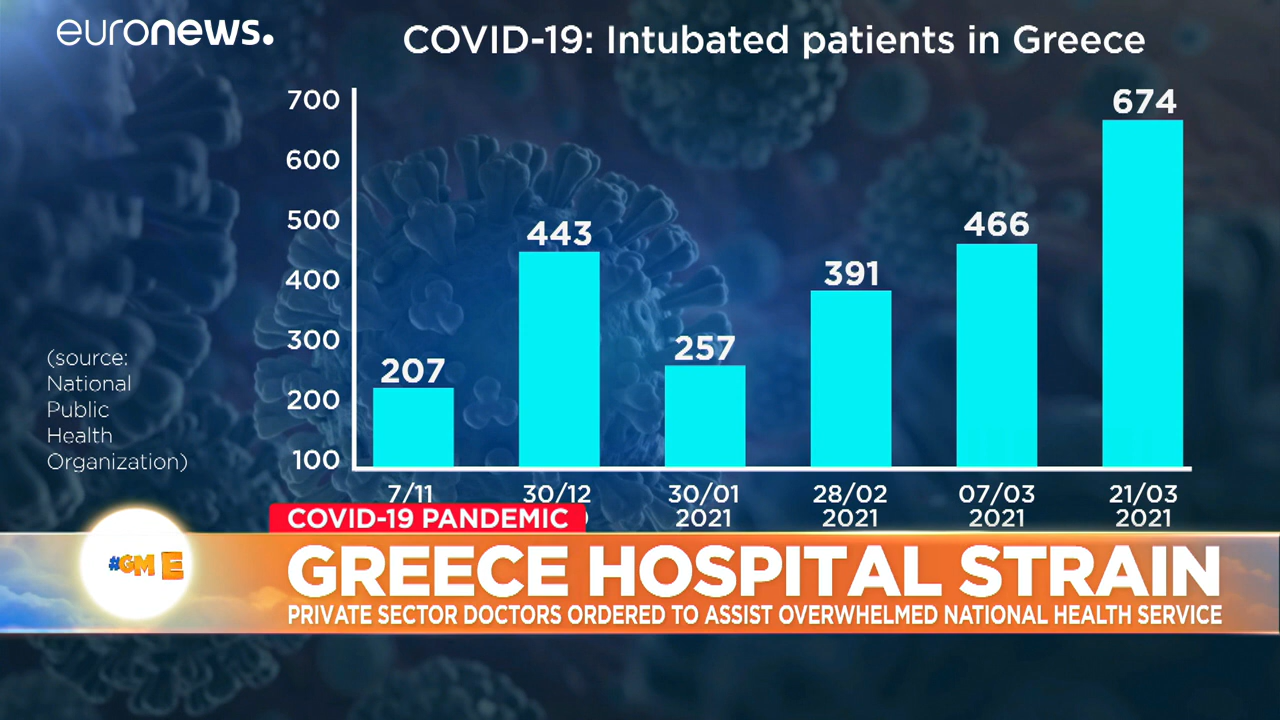 euronews.
COVID-19: Intubated patients in Greece
700
600
500
400
300
200
100
207
443
257
391
466
674
7/11
30/12
30/01
2021
28/02
2021
07/03
2021
21/03
2021
(source:
National
Public
Health
Organization)
COVID-19 PANDEMIC
#GM E
GREECE HOSPITAL STRAIN
PRIVATE SECTOR DOCTORS ORDERED TO ASSIST OVERWHELMED NATIONAL HEALTH SERVICE